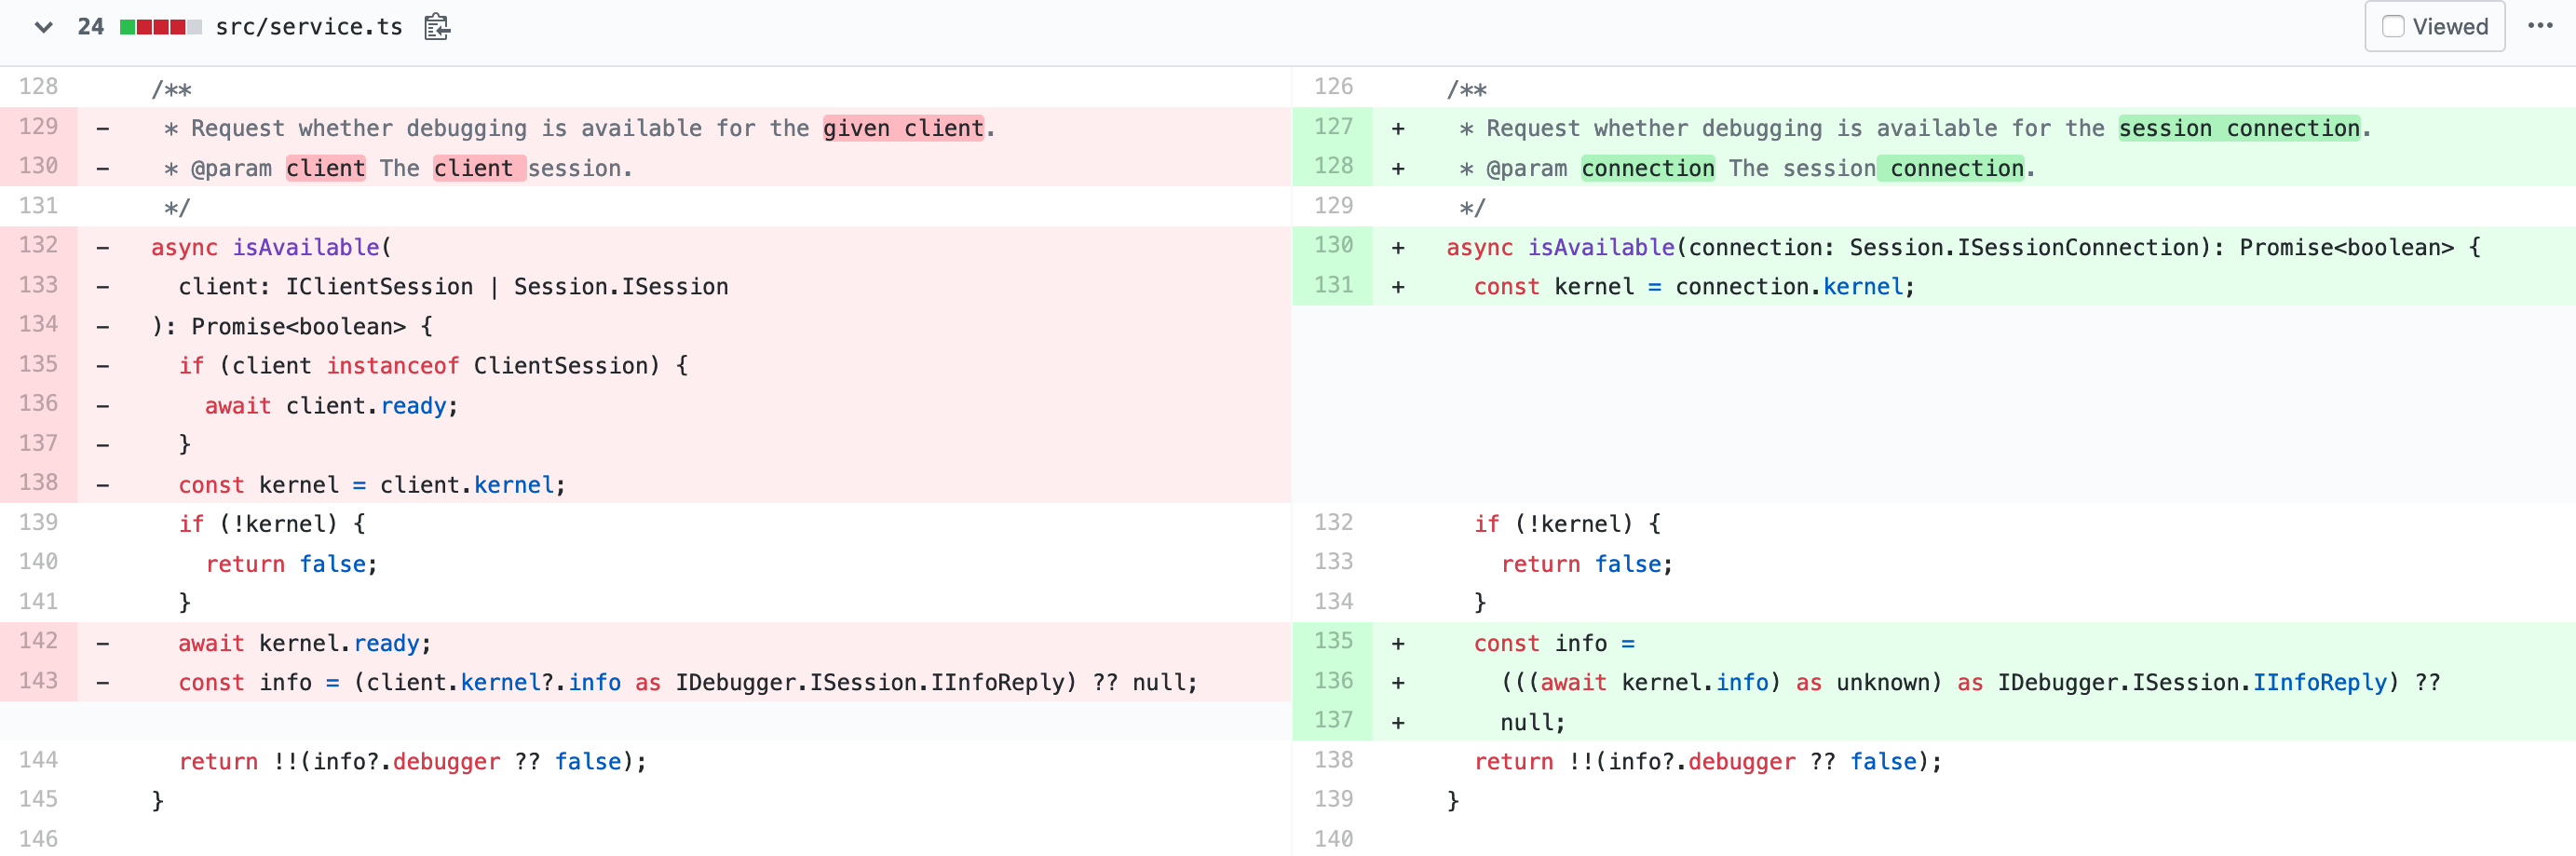 24 src/service.ts Viewed
128 /**
129 - * Request whether debugging is available for the given client.
130 - * @param client The client session.
131 */
132 - async isAvailable(
133 - client: IClientSession | Session.ISession
134 - ): Promise<boolean> {
135 - if (client instanceof ClientSession) {
136 - await client.ready;
137 - }
138 - const kernel = client.kernel;
139 if (!kernel) {
140 return false;
141 }
142 - await kernel.ready;
143 - const info = (client.kernel?.info as IDebugger.ISession.IInfoReply) ?? null;
144 return !!(info?.debugger ?? false);
145 }
146
126 /**
127 + * Request whether debugging is available for the session connection.
128 + * @param connection The session connection.
129 */
130 + async isAvailable(connection: Session.ISessionConnection): Promise<boolean> {
131 + const kernel = connection.kernel;
132 if (!kernel) {
133 return false;
134 }
135 + const info =
136 + (((await kernel.info) as unknown) as IDebugger.ISession.IInfoReply) ??
137 + null;
138 return !!(info?.debugger ?? false);
139 }
140